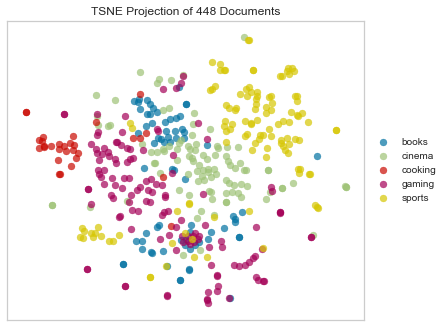 TSNE Projection of 448 Documents
books
cinema
cooking
gaming
sports